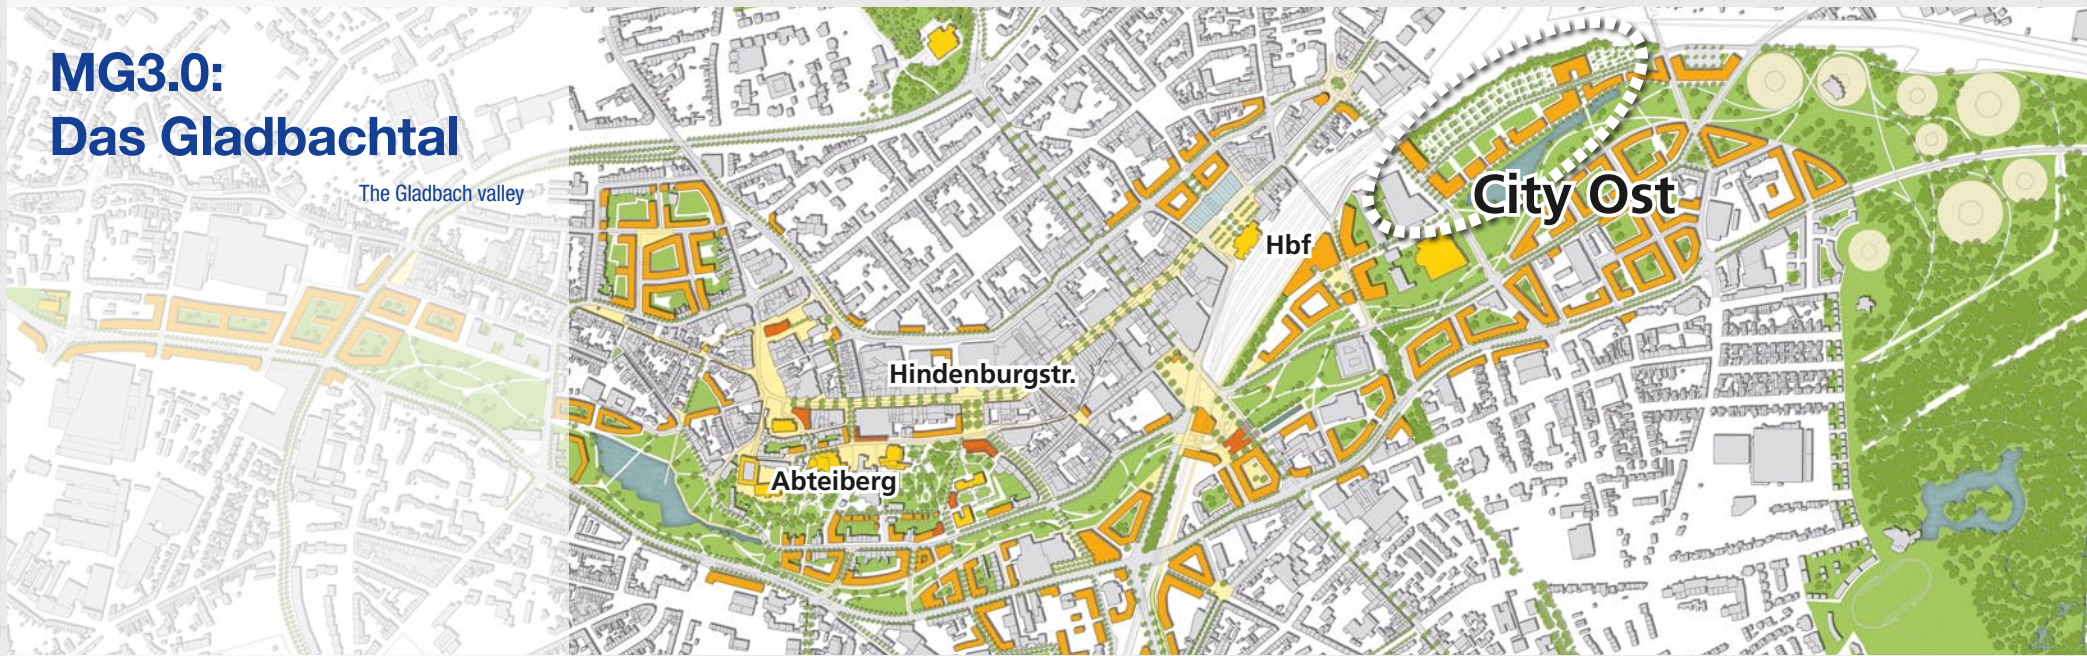 MG3.0:
Das Gladbachtal
The Gladbach valley
City Ost
Hbf
Hindenburgstr.
Abteiberg